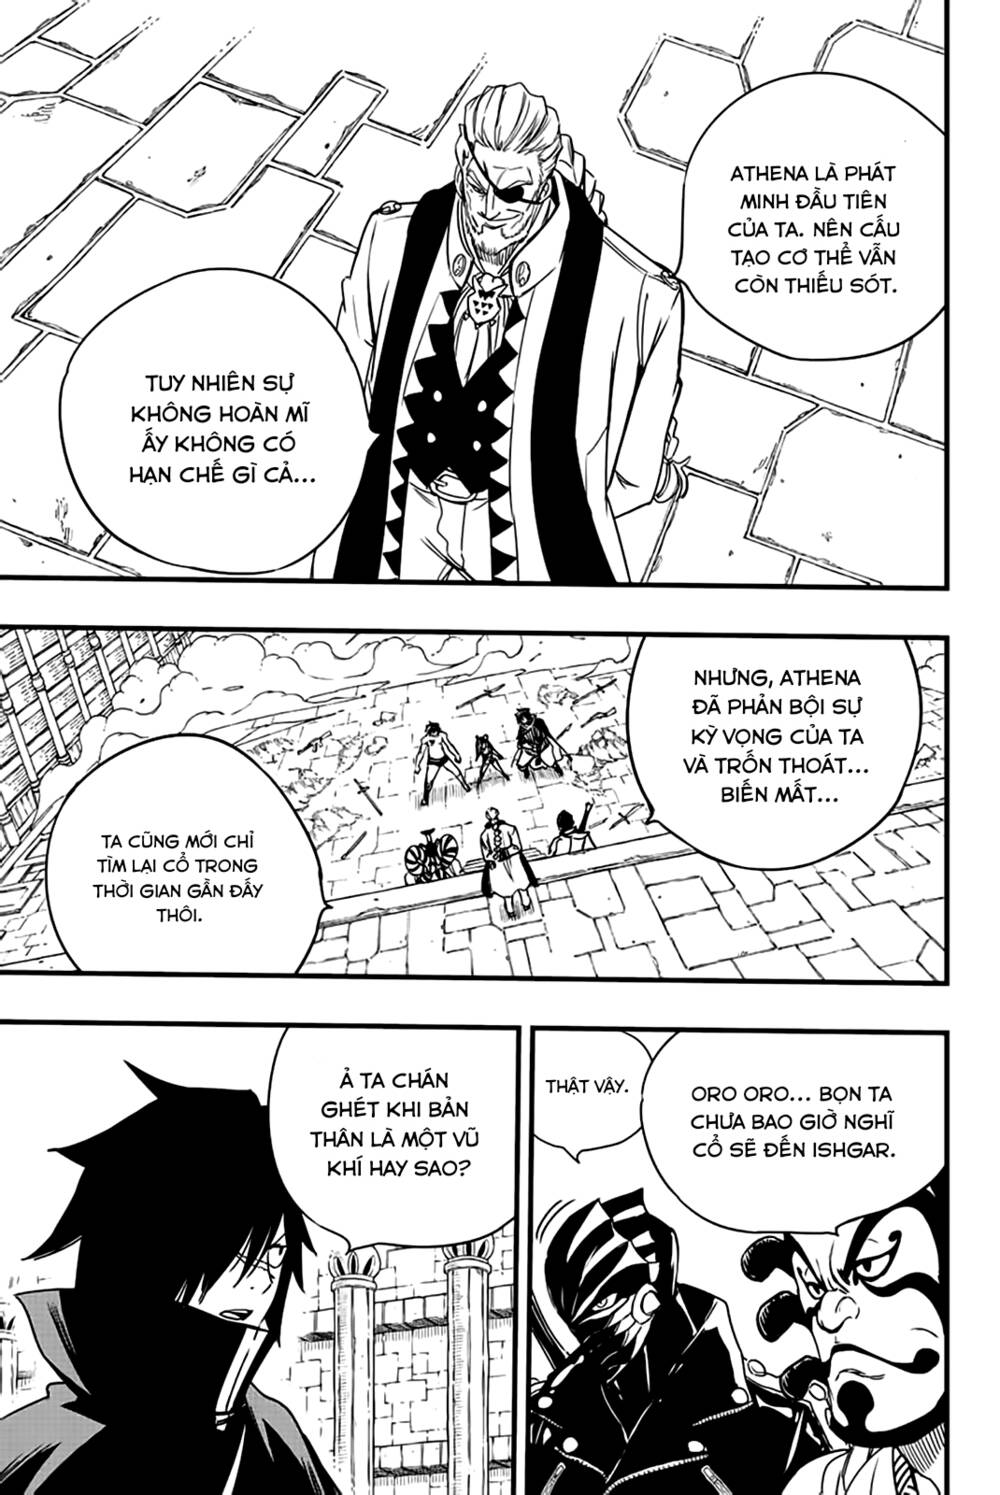 ATHENA LÀ PHÁT
MINH ĐẦU TIÊN
CỦA TA. NÊN CẤU
TẠO CƠ THỂ VẪN
CÒN THIẾU SÓT.
TUY NHIÊN SỰ
KHÔNG HOÀN MĨ
ẤY KHÔNG CÓ
HẠN CHẾ GÌ CẢ...
NHƯNG, ATHENA
ĐÃ PHẢN BỘI SỰ
KỲ VỌNG CỦA TA
VÀ TRỐN THOÁT...
BIẾN MẤT...
TA CŨNG MỚI CHỈ
TÌM LẠI CỔ TRONG
THỜI GIAN GẦN ĐẤY
THÔI.
ORO ORO... BỌN TA
CHƯA BAO GIỜ NGHĨ
CỔ SẼ ĐẾN ISHGAR.
THẬT VẬY.
Ả TA CHÁN
GHÉT KHI BẢN
THÂN LÀ MỘT VŨ
KHÍ HAY SAO?